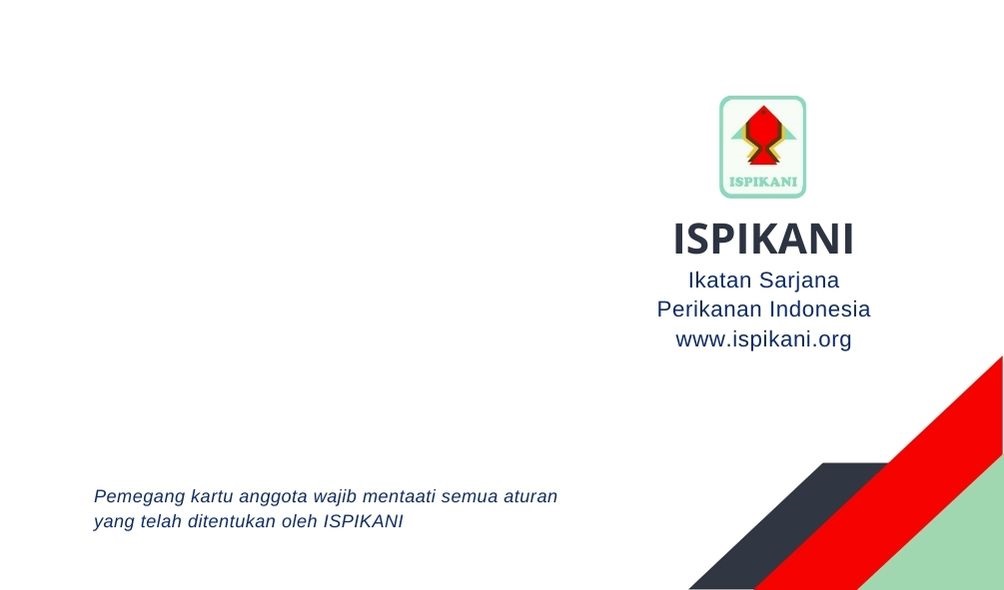 ISPIKANI
ISPIKANI
Ikatan Sarjana
Perikanan Indonesia
www.ispikani.org
Pemegang kartu anggota wajib mentaati semua aturan
yang telah ditentukan oleh ISPIKANI